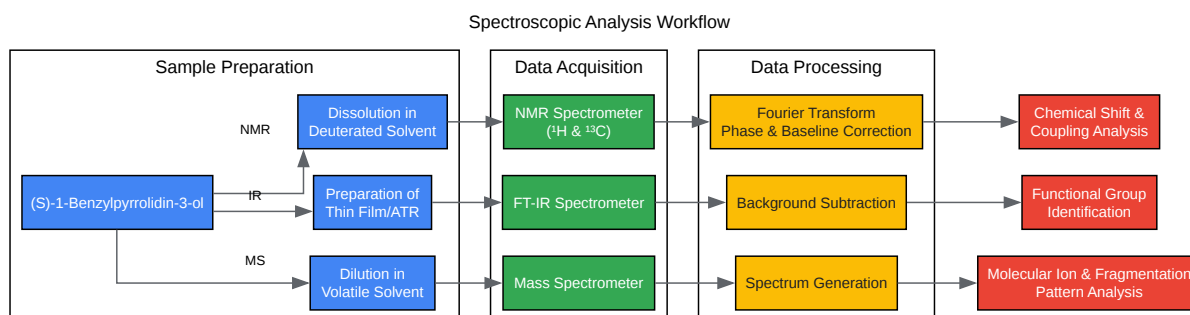 Spectroscopic Analysis Workflow
Sample Preparation
Data Acquisition
Data Processing
Dissolution in
Deuterated Solvent
NMR Spectrometer
(¹H & ¹³C)
Fourier Transform
Phase & Baseline Correction
Chemical Shift &
Coupling Analysis
NMR
(S)-1-Benzylpyrrolidin-3-ol
IR
Preparation of
Thin Film/ATR
FT-IR Spectrometer
Background Subtraction
Functional Group
Identification
MS
Dilution in
Volatile Solvent
Mass Spectrometer
Spectrum Generation
Molecular Ion & Fragmentation
Pattern Analysis